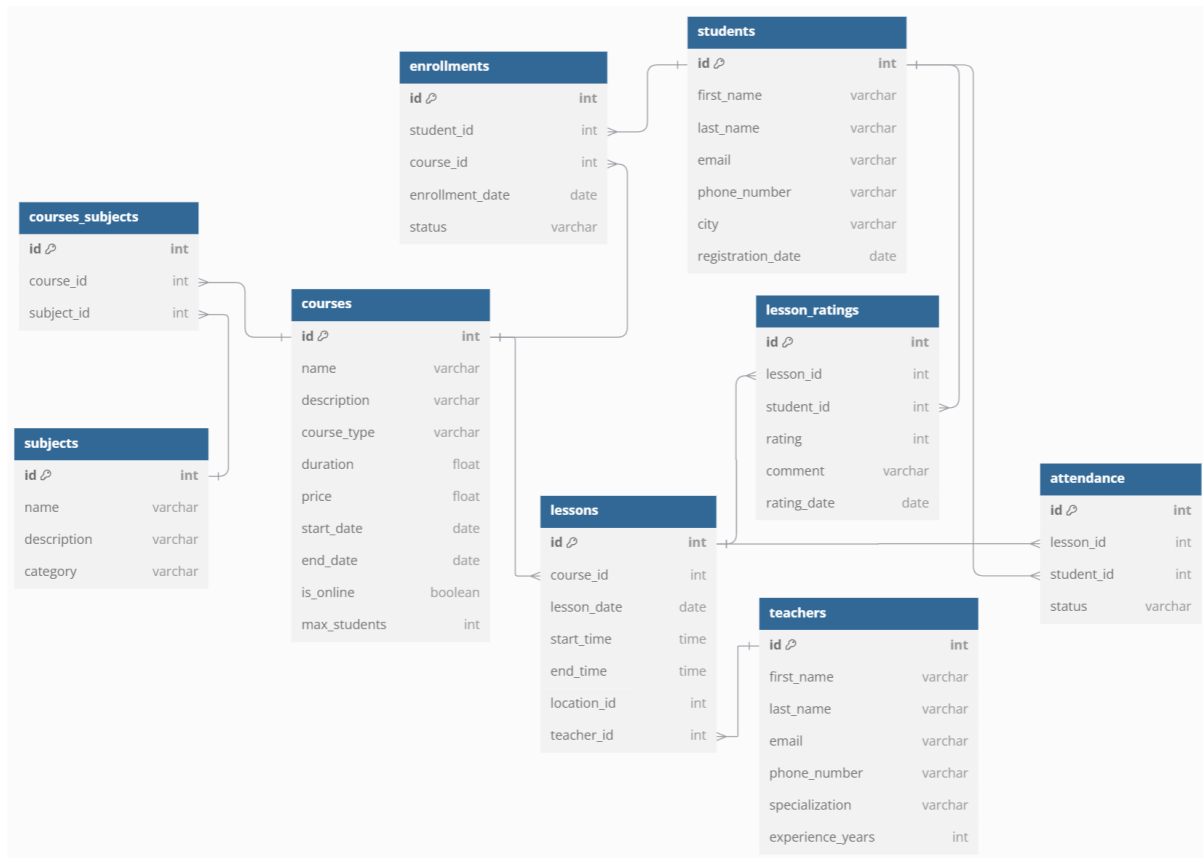 students
id int
first_name varchar
last_name varchar
email varchar
phone_number varchar
city varchar
registration_date date
enrollments
id int
student_id int
course_id int
enrollment_date date
status varchar
courses_subjects
id int
course_id int
subject_id int
courses
id int
name varchar
description varchar
course_type varchar
duration float
price float
start_date date
end_date date
is_online boolean
max_students int
lesson_ratings
id int
lesson_id int
student_id int
rating int
comment varchar
rating_date date
subjects
id int
name varchar
description varchar
category varchar
attendance
id int
lesson_id int
student_id int
status varchar
lessons
id int
course_id int
lesson_date date
start_time time
end_time time
location_id int
teacher_id int
teachers
id int
first_name varchar
last_name varchar
email varchar
phone_number varchar
specialization varchar
experience_years int